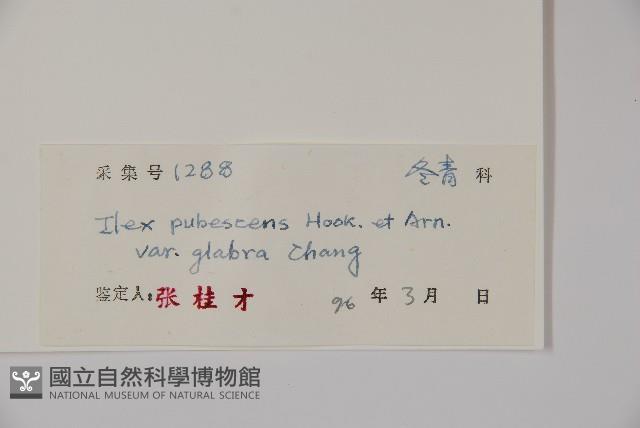 采集号 1288 冬青 科
Ilex pubescens Hook. et Arn.
var. glabra Chang
鉴定人: 张桂才 96 年 3 月 日
國立自然科學博物館
NATIONAL MUSEUM OF NATURAL SCIENCE